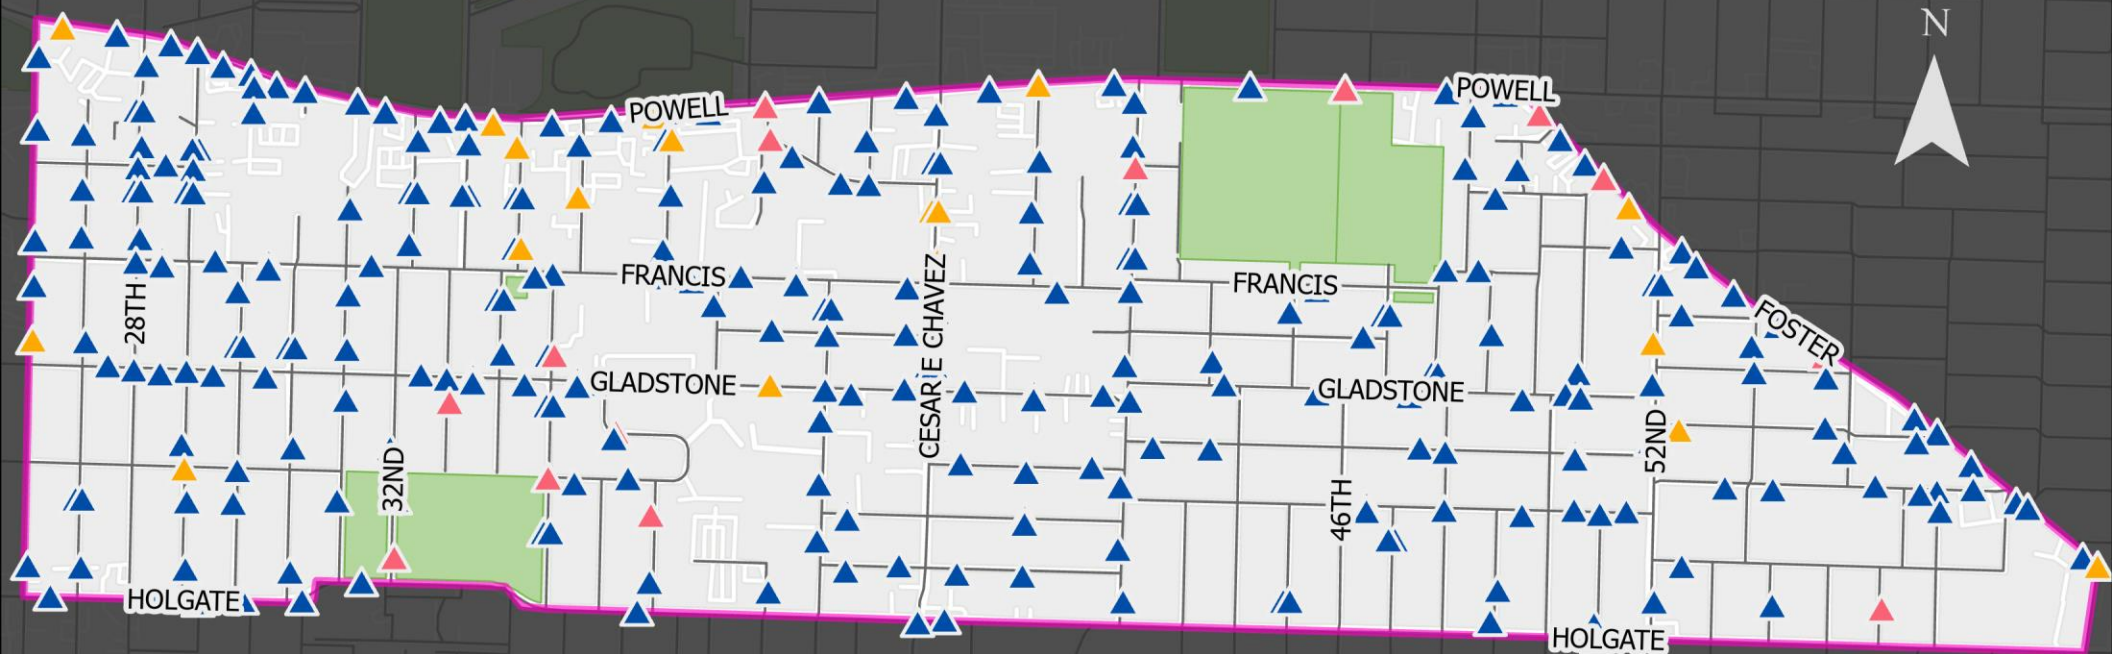 N
POWELL
POWELL
FRANCIS
FRANCIS
28TH
CESAR E CHAVEZ
FOSTER
GLADSTONE
GLADSTONE
32ND
46TH
52ND
HOLGATE
HOLGATE